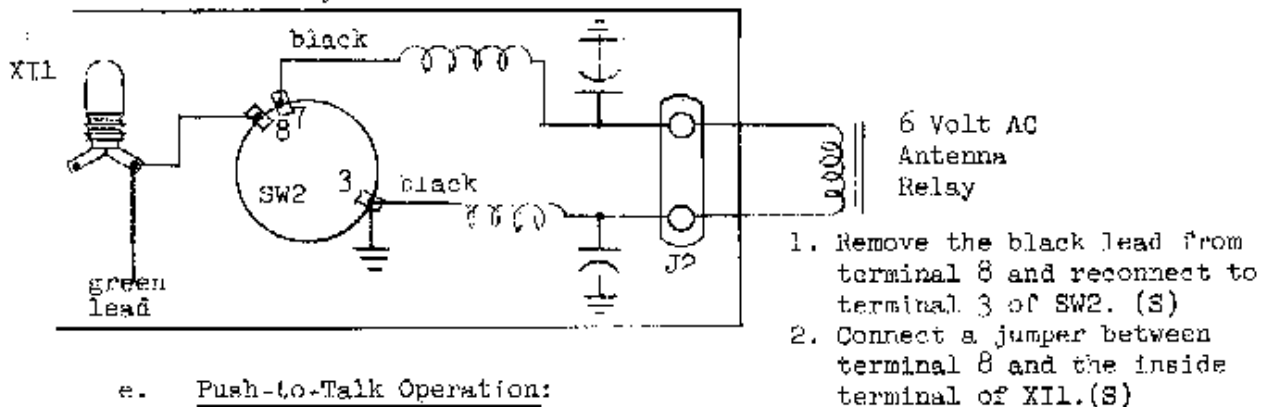 black
XI1
8 7
3
SW2
black
green
lead
J2
6 Volt AC
Antenna
Relay
1. Remove the black lead from
terminal 8 and reconnect to
terminal 3 of SW2. (S)
2. Connect a jumper between
terminal 8 and the inside
terminal of XI1.(S)
e. Push-to-Talk Operation: